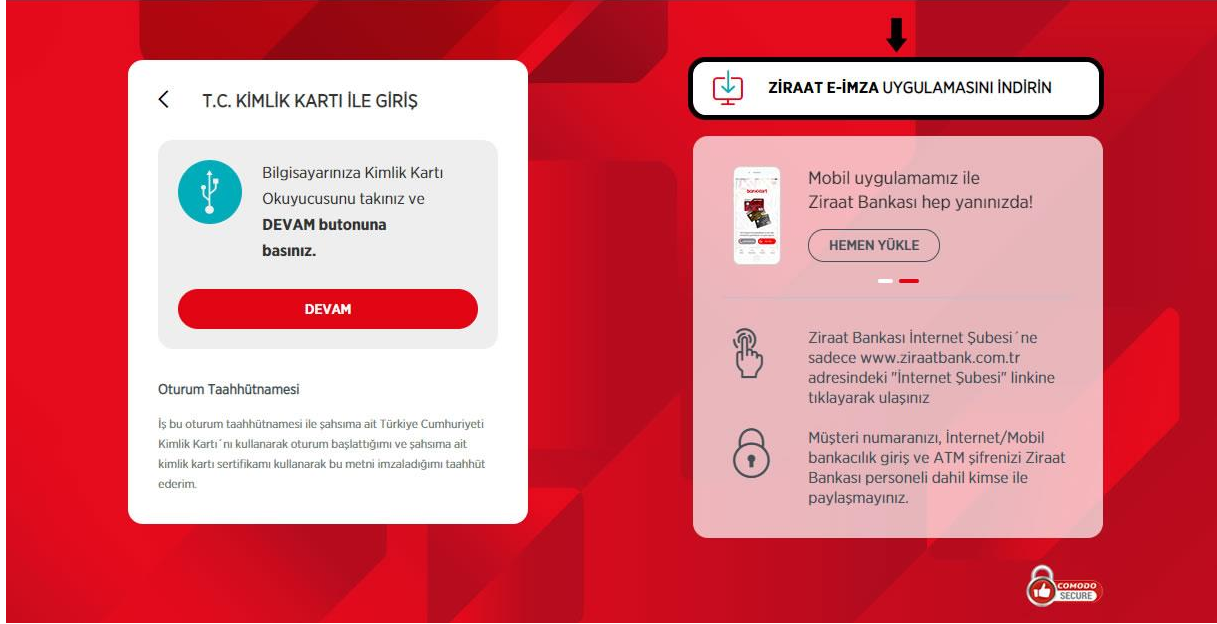 T.C. KİMLİK KARTI İLE GİRİŞ
Bilgisayarınıza Kimlik Kartı
Okuyucusunu takınız ve
DEVAM butonuna
basınız.
DEVAM
Oturum Taahhütnamesi
İş bu oturum taahhütnamesi ile şahsıma ait Türkiye Cumhuriyeti
Kimlik Kartı´nı kullanarak oturum başlattığımı ve şahsıma ait
kimlik kartı sertifikamı kullanarak bu metni imzaladığımı taahhüt
ederim.
ZİRAAT E-İMZA UYGULAMASINI İNDİRİN
bankkart
Mobil uygulamamız ile
Ziraat Bankası hep yanınızda!
HEMEN YÜKLE
Ziraat Bankası İnternet Şubesi´ne
sadece www.ziraatbank.com.tr
adresindeki "İnternet Şubesi" linkine
tıklayarak ulaşınız
Müşteri numaranızı, İnternet/Mobil
bankacılık giriş ve ATM şifrenizi Ziraat
Bankası personeli dahil kimse ile
paylaşmayınız.
COMODO
SECURE